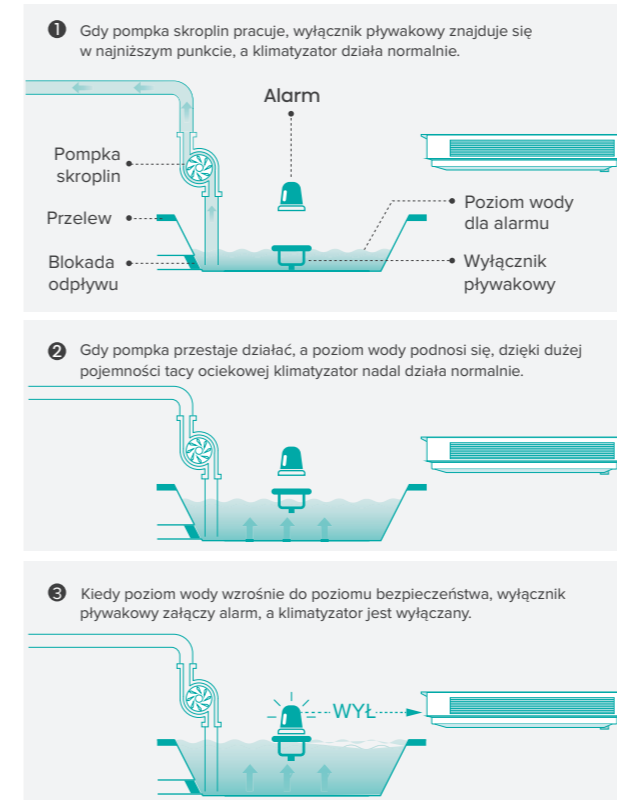 1 Gdy pompka skroplin pracuje, wyłącznik pływakowy znajduje się
w najniższym punkcie, a klimatyzator działa normalnie.
Alarm
Pompka
skroplin
Przelew
Blokada
odpływu
Poziom wody
dla alarmu
Wyłącznik
pływakowy
2 Gdy pompka przestaje działać, a poziom wody podnosi się, dzięki dużej
pojemności tacy ociekowej klimatyzator nadal działa normalnie.
3 Kiedy poziom wody wzrośnie do poziomu bezpieczeństwa, wyłącznik
pływakowy załączy alarm, a klimatyzator jest wyłączany.
WYŁ